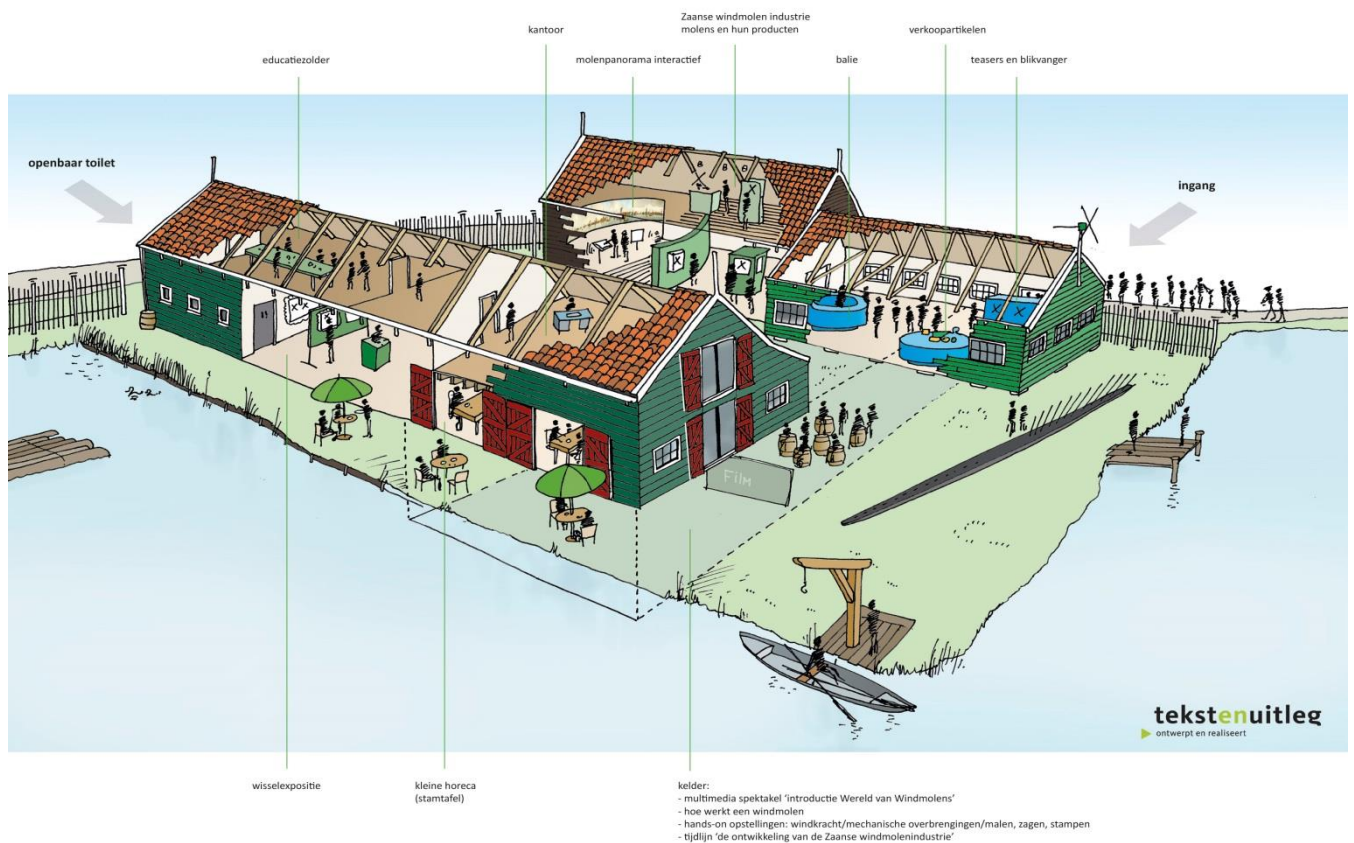 Zaanse windmolen industrie
molens en hun producten
kantoor
verkoopartikelen
educatiezolder
molenpanorama interactief
balie
teasers en blikvanger
openbaar toilet
ingang
Film
tekstenuitleg
ontwerpt en realiseert
wisselexpositie
kleine horeca
(stamtafel)
kelder:
- multimedia spektakel ‘introductie Wereld van Windmolens’
- hoe werkt een windmolen
- hands-on opstellingen: windkracht/mechanische overbrengingen/malen, zagen, stampen
- tijdlijn ‘de ontwikkeling van de Zaanse windmolenindustrie’